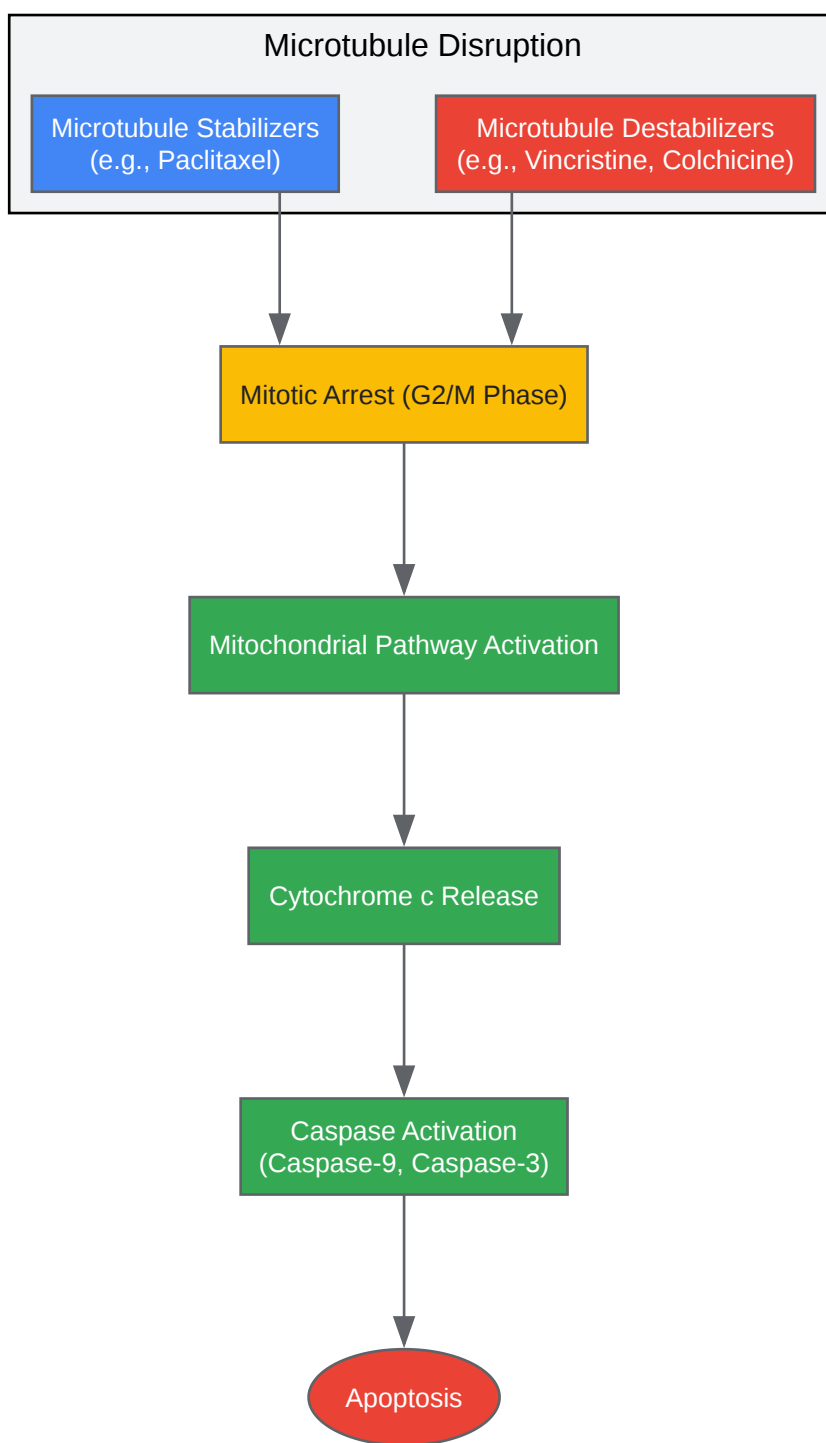 Microtubule Disruption
Microtubule Stabilizers
(e.g., Paclitaxel)
Microtubule Destabilizers
(e.g., Vincristine, Colchicine)
Mitotic Arrest (G2/M Phase)
Mitochondrial Pathway Activation
Cytochrome c Release
Caspase Activation
(Caspase-9, Caspase-3)
Apoptosis